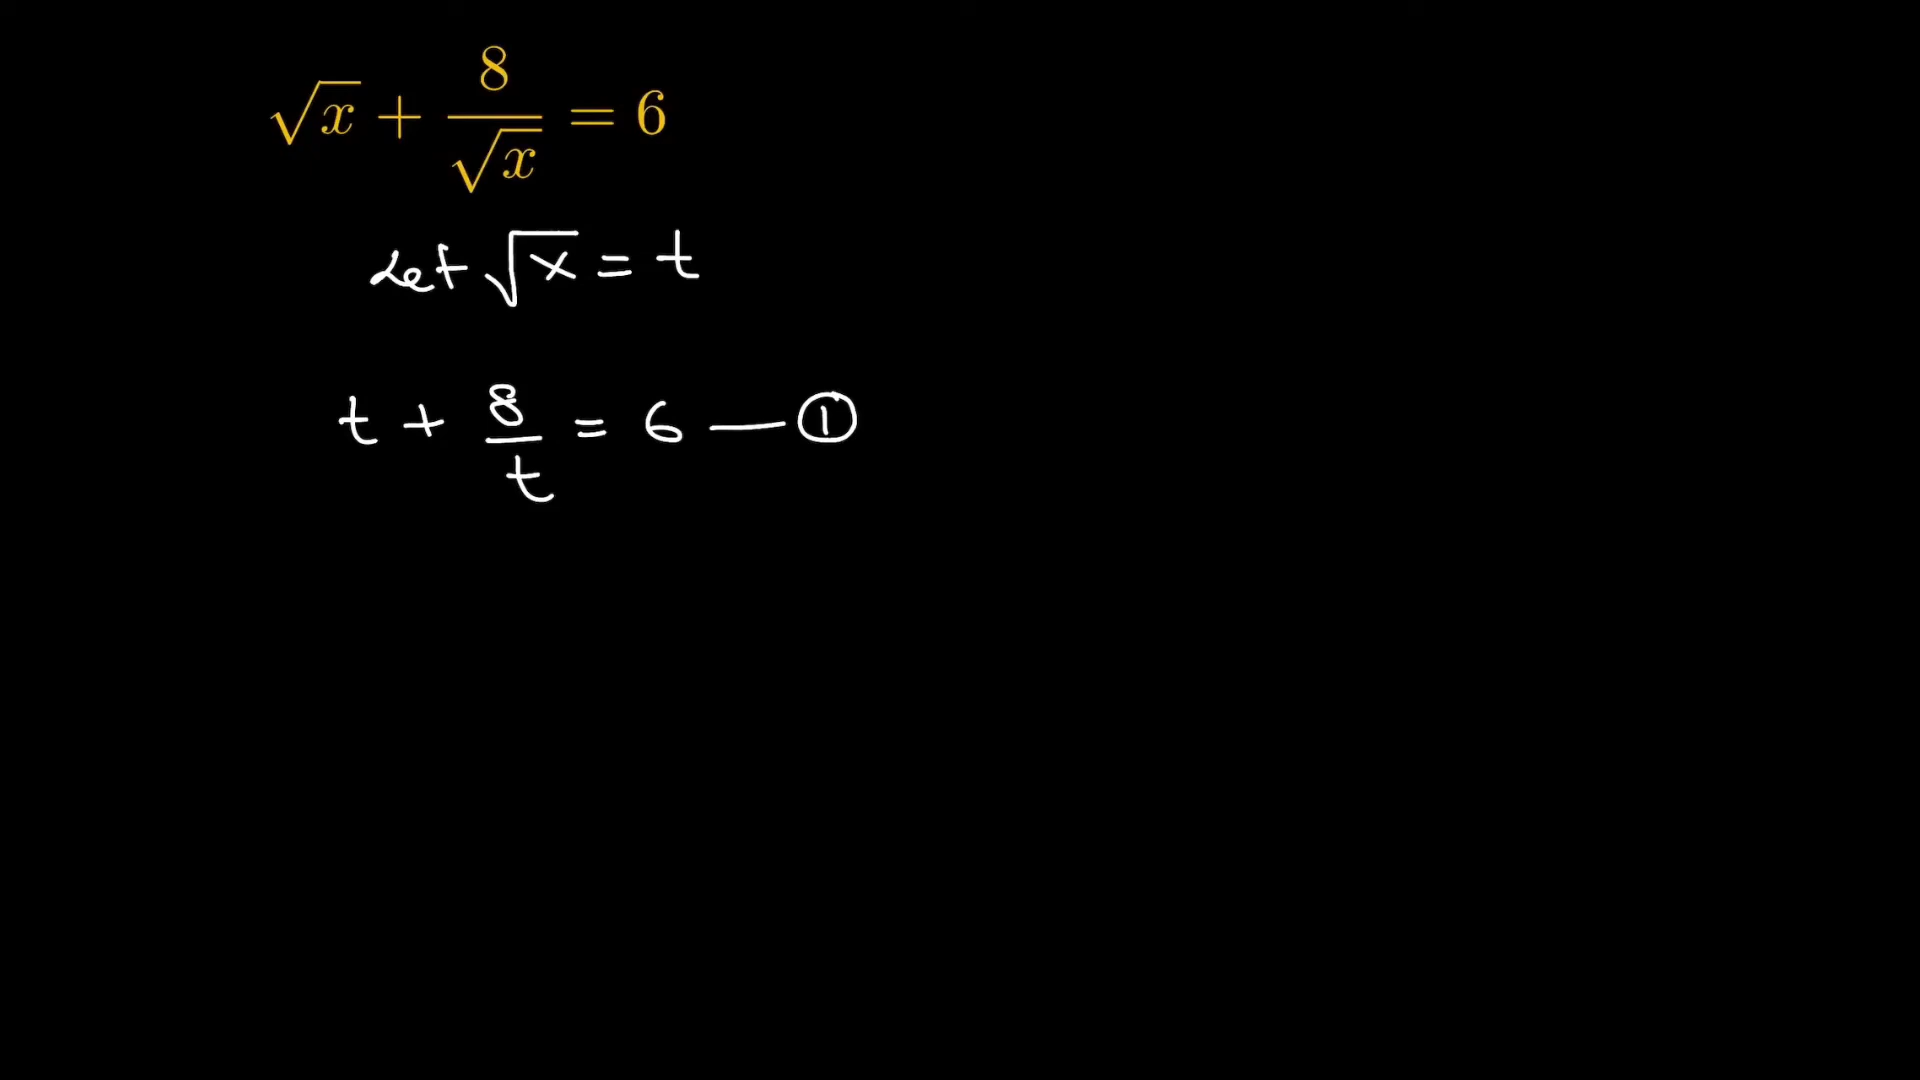 √x + 8/√x = 6
Let √x = t
t + 8/t = 6 — ①